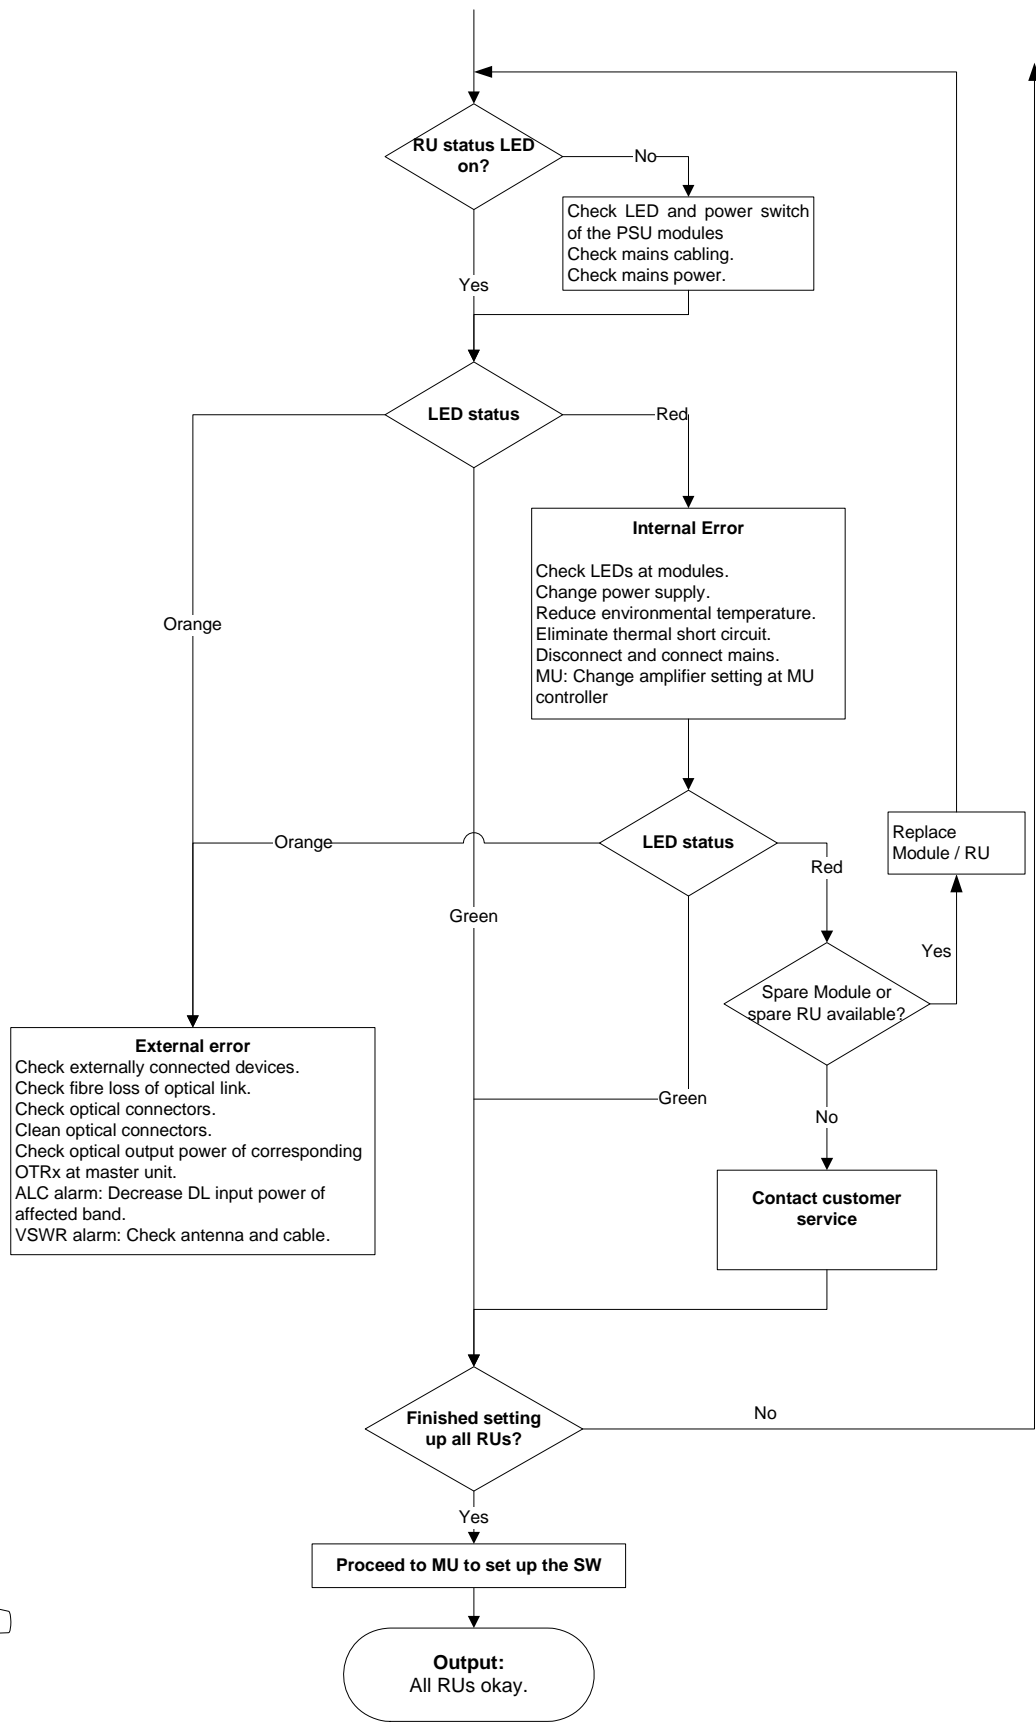 RU status LED
on?
No
Check LED and power switch
of the PSU modules
Check mains cabling.
Check mains power.
Yes
LED status
Red
Internal Error
Check LEDs at modules.
Change power supply.
Reduce environmental temperature.
Eliminate thermal short circuit.
Disconnect and connect mains.
MU: Change amplifier setting at MU
controller
Orange
Orange
LED status
Replace
Module / RU
Red
Green
Yes
Spare Module or
spare RU available?
External error
Check externally connected devices.
Check fibre loss of optical link.
Check optical connectors.
Clean optical connectors.
Check optical output power of corresponding
OTRx at master unit.
ALC alarm: Decrease DL input power of
affected band.
VSWR alarm: Check antenna and cable.
Green
No
Contact customer
service
Finished setting
up all RUs?
No
Yes
Proceed to MU to set up the SW
Output:
All RUs okay.